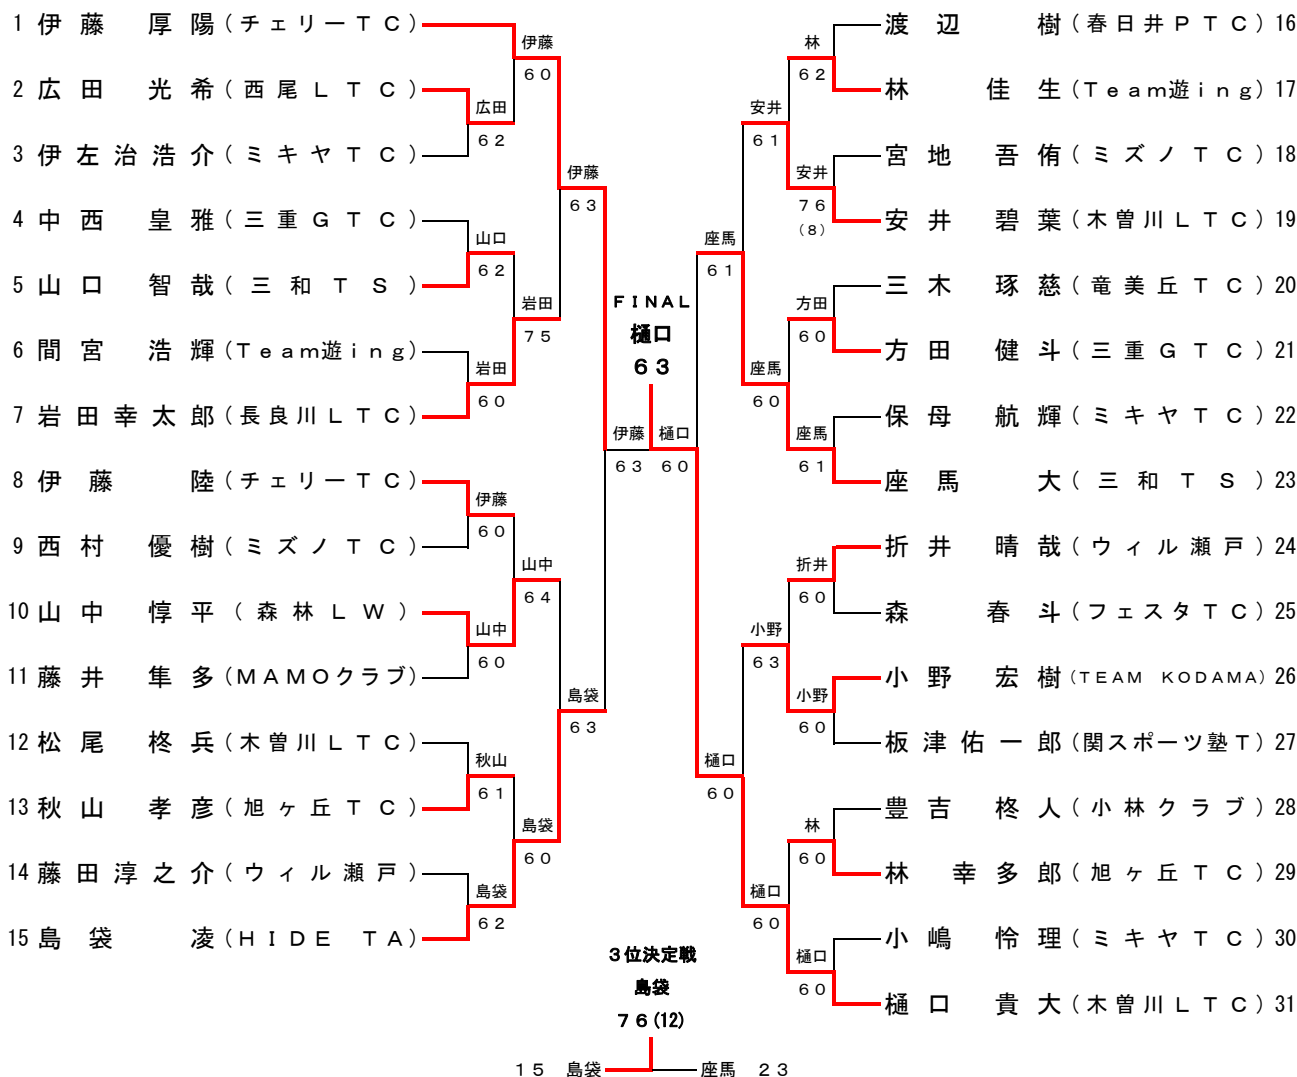 1 伊藤 厚陽 (チェリーTC)
2 広田 光希 (西尾LTC)
3 伊左治浩介 (ミキヤTC)
4 中西 皇雅 (三重GTC)
5 山口 智哉 (三和TS)
6 間宮 浩輝 (Team遊ing)
7 岩田幸太郎 (長良川LTC)
8 伊藤 陸 (チェリーTC)
9 西村 優樹 (ミズノTC)
10 山中 惇平 (森林LW)
11 藤井 隼多 (MAMOクラブ)
12 松尾 柊兵 (木曽川LTC)
13 秋山 孝彦 (旭ヶ丘TC)
14 藤田淳之介 (ウィル瀬戸)
15 島袋 凌 (HIDE TA)
広田
62
山口
62
岩田
60
伊藤
60
山中
60
秋山
61
島袋
62
伊藤
60
岩田
75
山中
64
島袋
60
伊藤
63
島袋
63
伊藤
63
FINAL
樋口
63
樋口
60
座馬
61
樋口
60
安井
61
座馬
60
小野
63
樋口
60
林
62
安井
76
(8)
方田
60
座馬
61
折井
60
小野
60
林
60
樋口
60
渡辺 樹 (春日井PTC) 16
林 佳生 (Team遊ing) 17
宮地 吾侑 (ミズノTC) 18
安井 碧葉 (木曽川LTC) 19
三木 琢慈 (竜美丘TC) 20
方田 健斗 (三重GTC) 21
保母 航輝 (ミキヤTC) 22
座馬 大 (三和TS) 23
折井 晴哉 (ウィル瀬戸) 24
森 春斗 (フェスタTC) 25
小野 宏樹 (TEAM KODAMA) 26
板津佑一郎 (関スポーツ塾T) 27
豊吉 柊人 (小林クラブ) 28
林 幸多郎 (旭ヶ丘TC) 29
小嶋 怜理 (ミキヤTC) 30
樋口 貴大 (木曽川LTC) 31
3位決定戦
島袋
76(12)
15 島袋 座馬 23